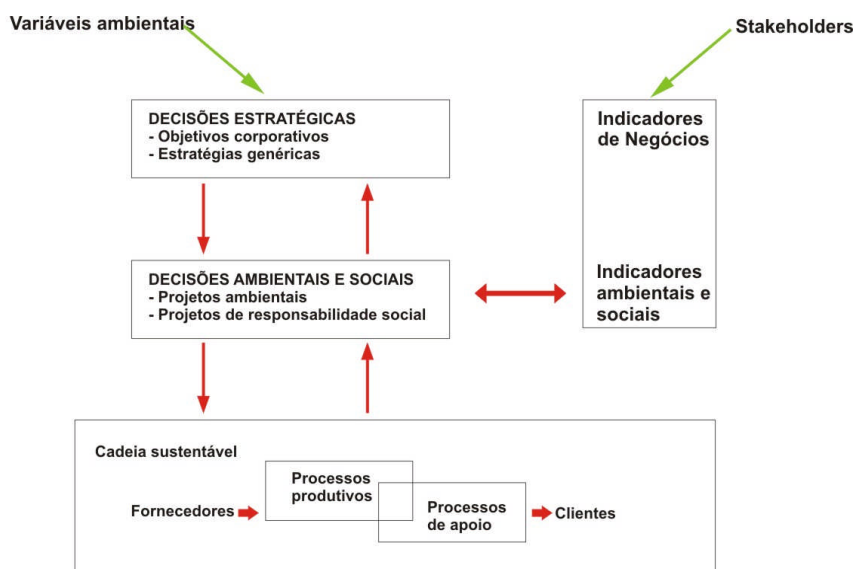 Variáveis ambientais
Stakeholders
DECISÕES ESTRATÉGICAS
- Objetivos corporativos
- Estratégias genéricas
Indicadores
de Negócios
DECISÕES AMBIENTAIS E SOCIAIS
- Projetos ambientais
- Projetos de responsabilidade social
Indicadores
ambientais e
sociais
Cadeia sustentável
Fornecedores
Processos
produtivos
Processos
de apoio
Clientes